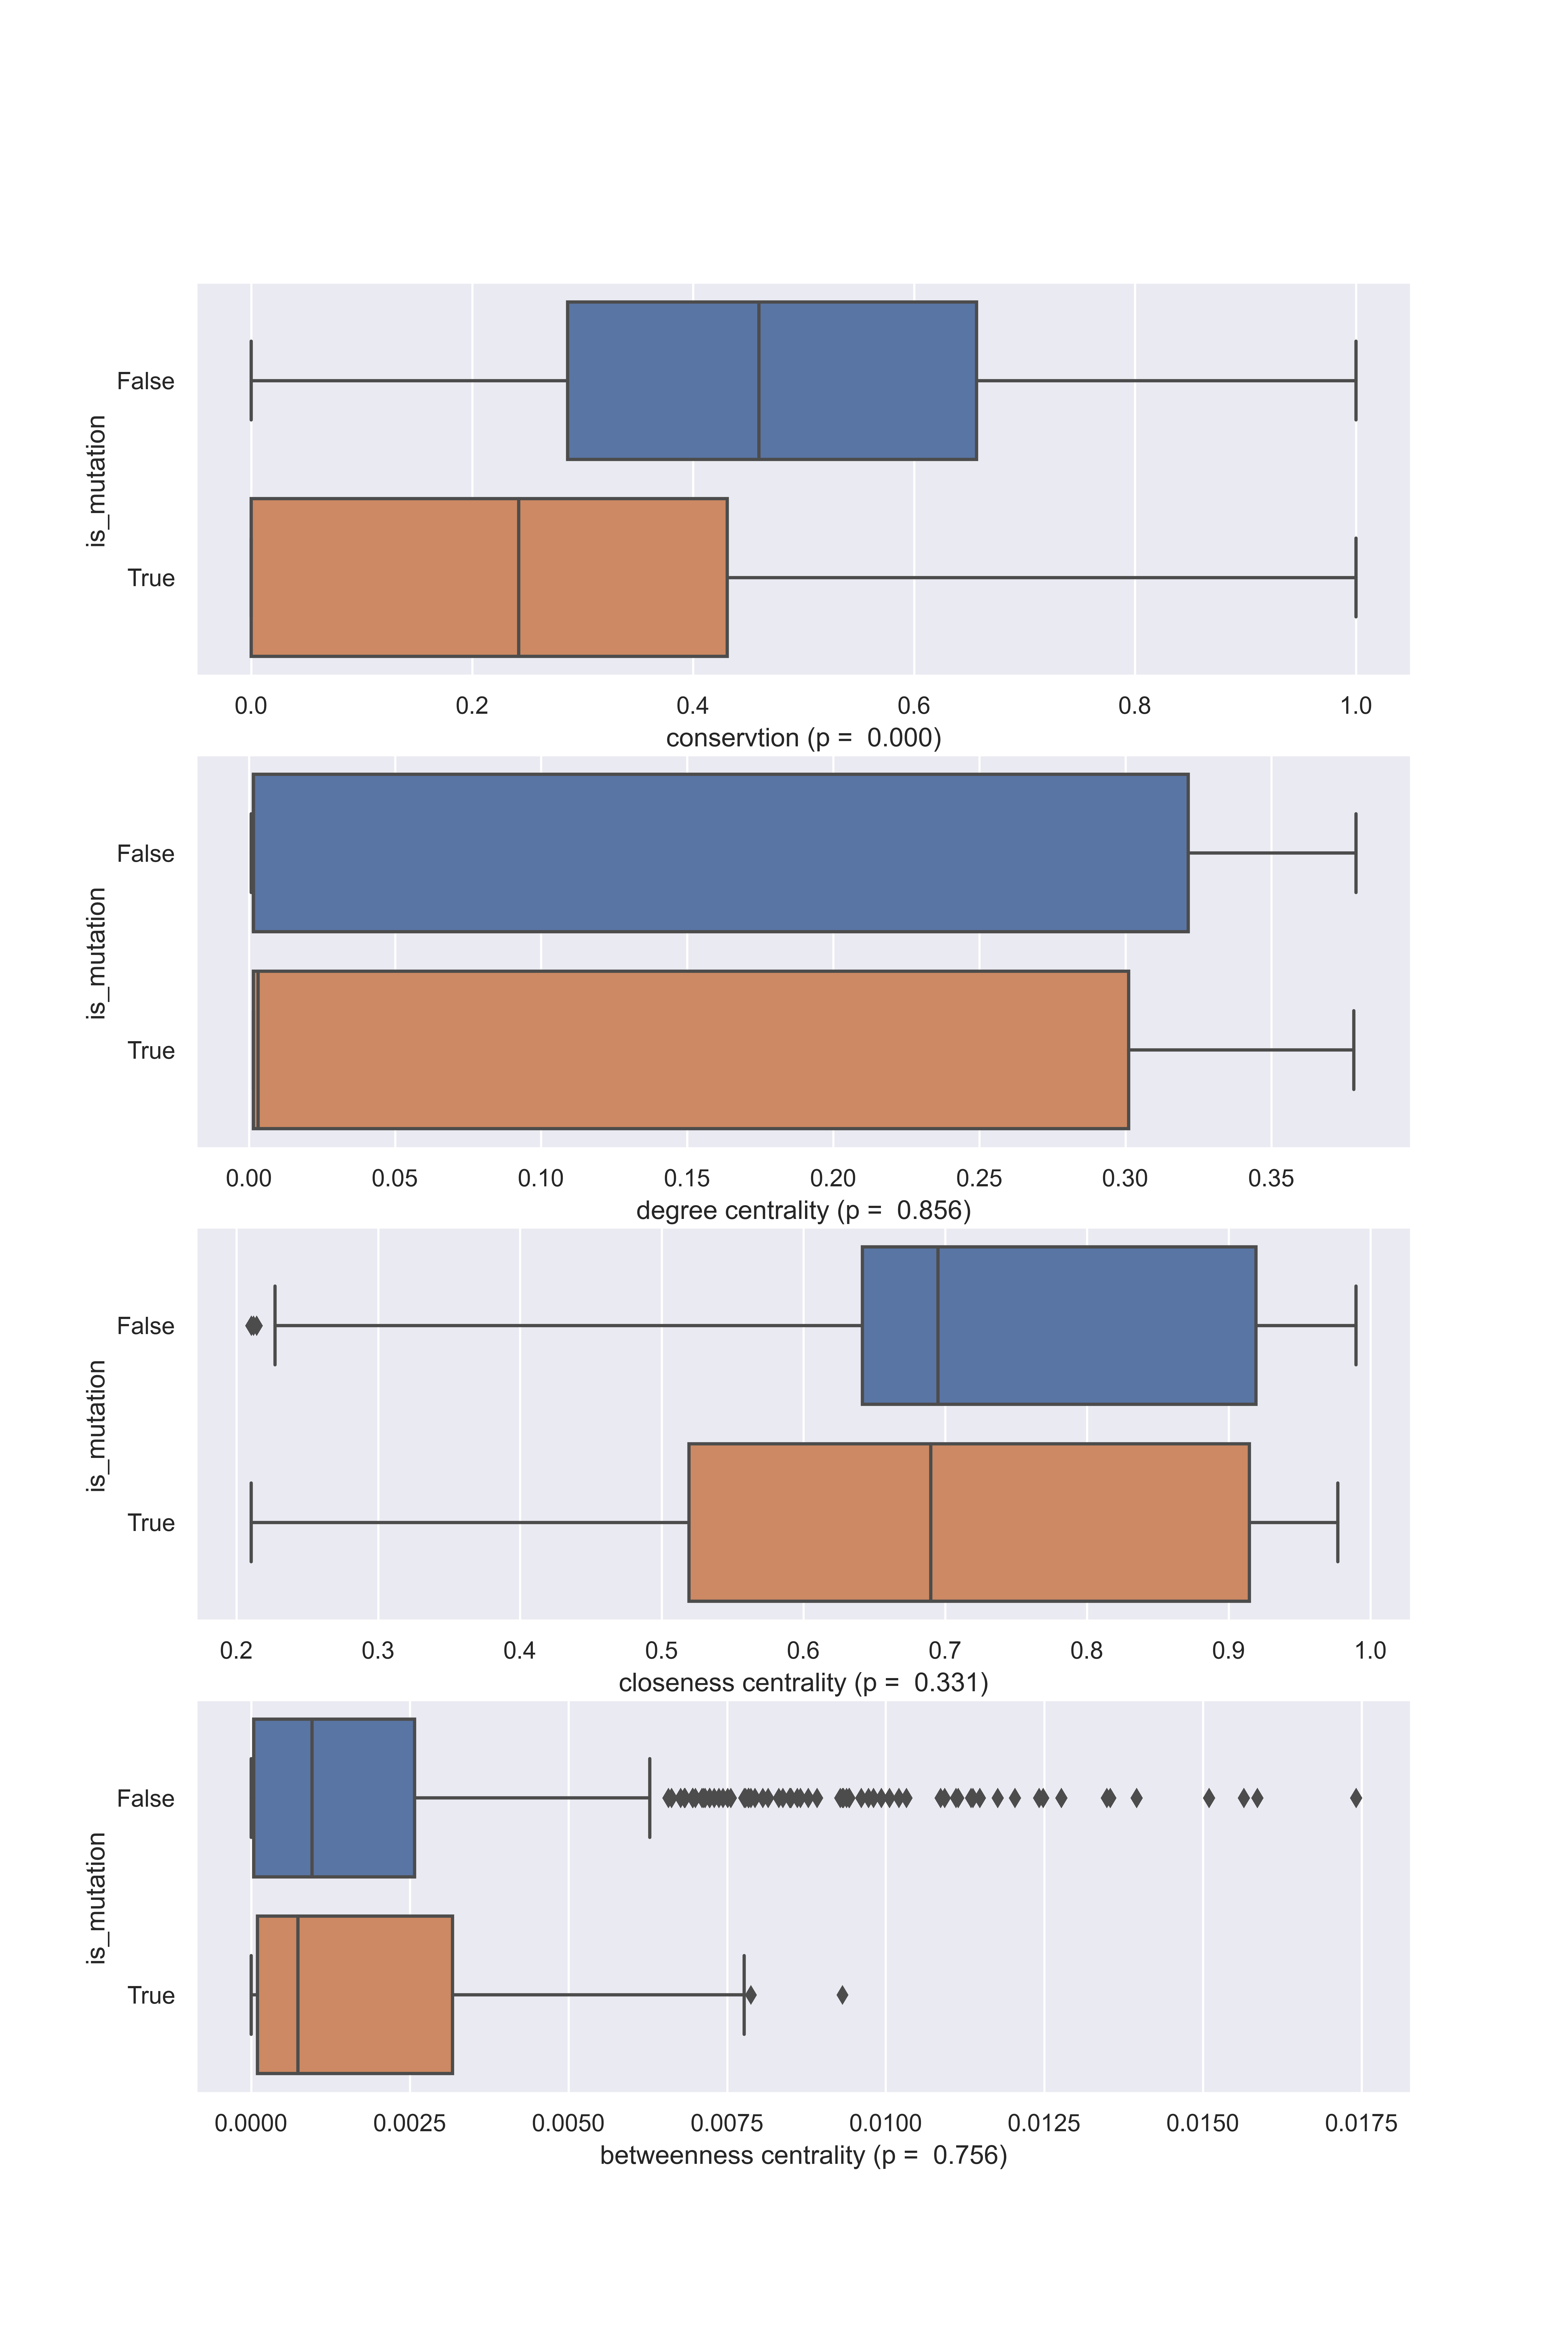 False
True
is_mutation
0.0 0.2 0.4 0.6 0.8 1.0
conservtion (p =  0.000)
False
True
is_mutation
0.00 0.05 0.10 0.15 0.20 0.25 0.30 0.35
degree centrality (p =  0.856)
False
True
is_mutation
0.2 0.3 0.4 0.5 0.6 0.7 0.8 0.9 1.0
closeness centrality (p =  0.331)
False
True
is_mutation
0.0000 0.0025 0.0050 0.0075 0.0100 0.0125 0.0150 0.0175
betweenness centrality (p =  0.756)